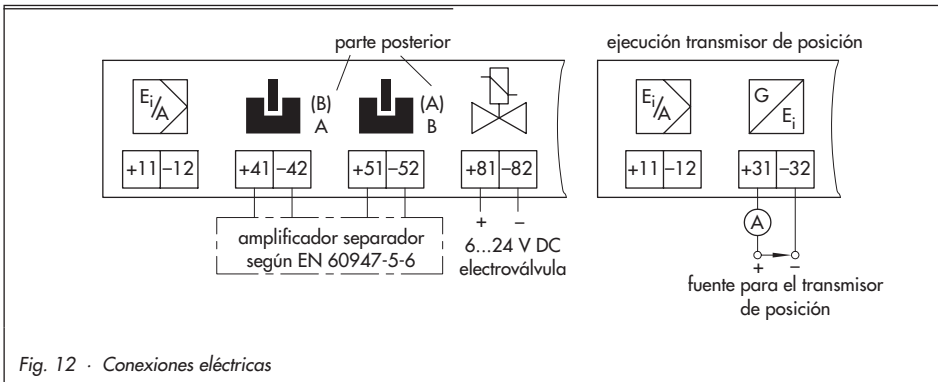 parte posterior
ejecución transmisor de posición
Ei/A
(B)
A
(A)
B
Ei/A
G
Ei
+11 –12
+41 –42
+51 –52
+81 –82
+11 –12
+31 –32
+ –
A
amplificador separador
según EN 60947-5-6
6...24 V DC
electroválvula
+ –
fuente para el transmisor
de posición
Fig. 12 · Conexiones eléctricas